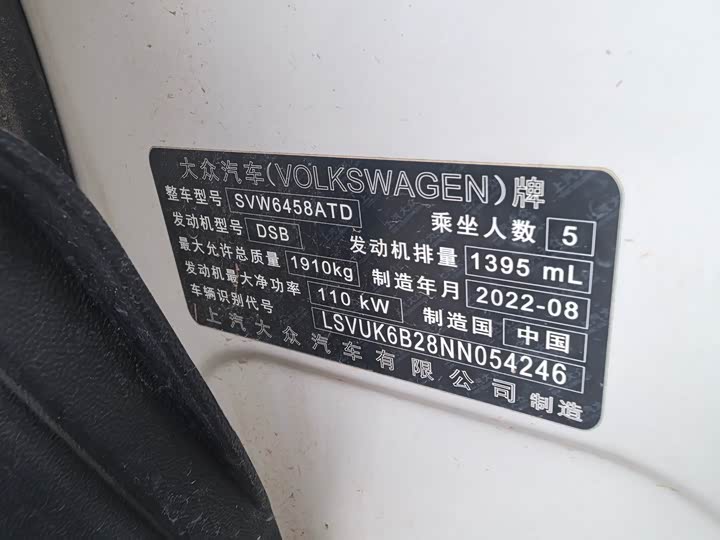 大众汽车(VOLKSWAGEN)牌
整车型号 SVW6458ATD 乘坐人数 5
发动机型号 DSB 发动机排量 1395 mL
最大允许总质量 1910kg 制造年月 2022-08
发动机最大净功率 110 kW 制造国 中国
车辆识别代号 LSVUK6B28NN054246
上汽大众汽车有限公司 制造